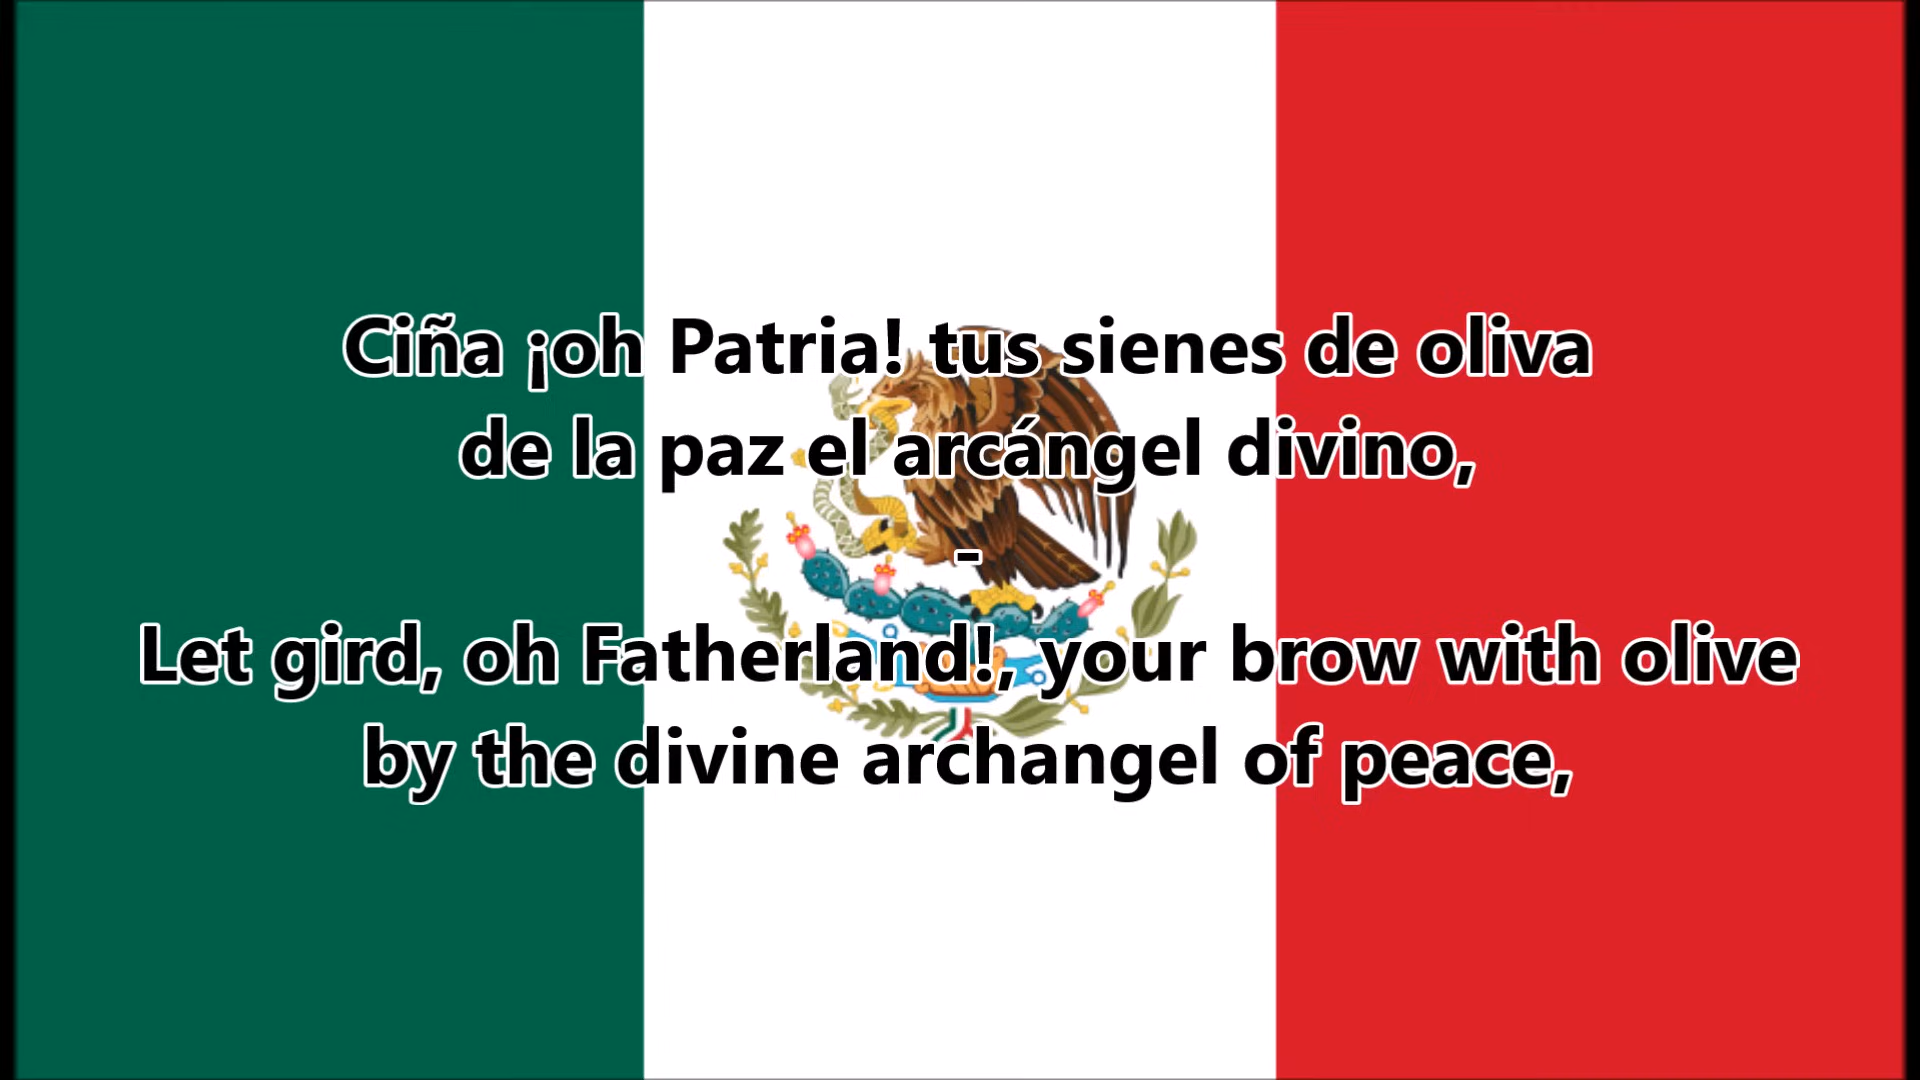 Ciña ¡oh Patria! tus sienes de oliva
de la paz el arcángel divino,
-
Let gird, oh Fatherland!, your brow with olive
by the divine archangel of peace,